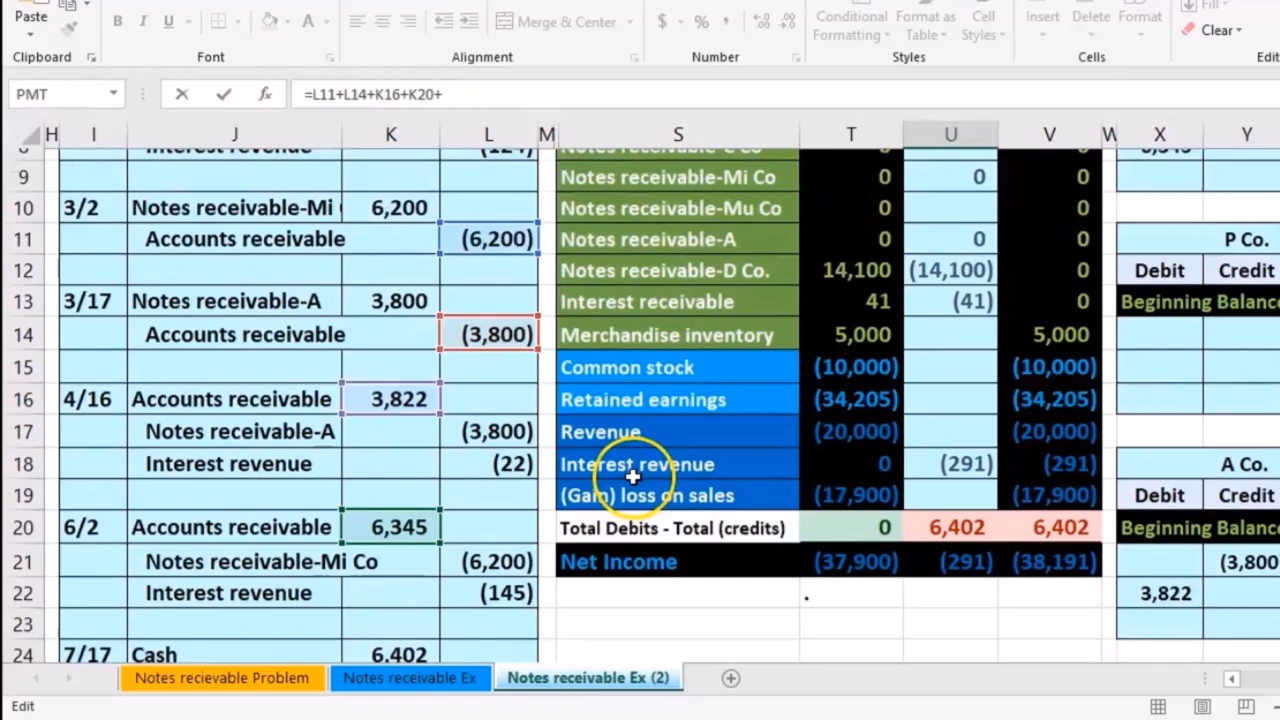 Paste
B I U A Merge & Center $ % , Conditional Formatting Format as Table Cell Styles Insert Delete Format Fill Clear
Clipboard Font Alignment Number Styles Cells
PMT fx =L11+L14+K16+K20+
H I J K L M S T U V W X Y
9 Notes receivable-Mi Co 0 0 0
10 3/2 Notes receivable-Mi 6,200 Notes receivable-Mu Co 0 0
11 Accounts receivable (6,200) Notes receivable-A 0 0 0 P Co.
12 Notes receivable-D Co. 14,100 (14,100) 0 Debit Credit
13 3/17 Notes receivable-A 3,800 Interest receivable 41 (41) 0 Beginning Balance
14 Accounts receivable (3,800) Merchandise inventory 5,000 5,000
15 Common stock (10,000) (10,000)
16 4/16 Accounts receivable 3,822 Retained earnings (34,205) (34,205)
17 Notes receivable-A (3,800) Revenue (20,000) (20,000)
18 Interest revenue (22) Interest revenue 0 (291) (291) A Co.
19 (Gain) loss on sales (17,900) (17,900) Debit Credit
20 6/2 Accounts receivable 6,345 Total Debits - Total (credits) 0 6,402 6,402 Beginning Balance
21 Notes receivable-Mi Co (6,200) Net Income (37,900) (291) (38,191) (3,800
22 Interest revenue (145) . 3,822
23
24 7/17 Cash 6,402
Notes recievable Problem Notes receivable Ex Notes receivable Ex (2)
Edit